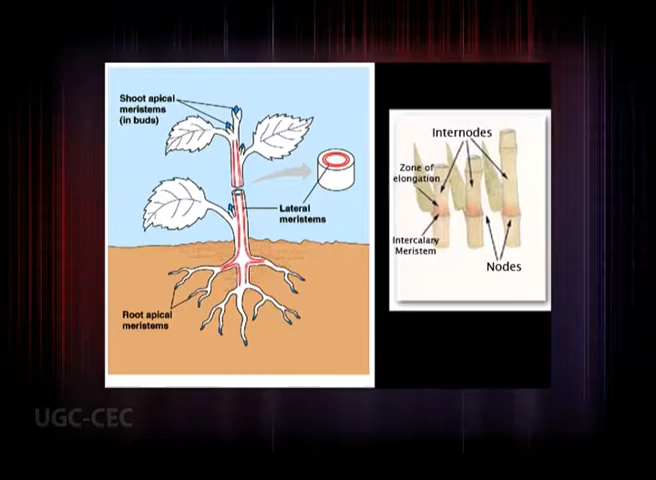 Shoot apical
meristems
(in buds)
Lateral
meristems
Root apical
meristems
Internodes
Zone of
elongation
Intercalary
Meristem
Nodes
UGC-CEC